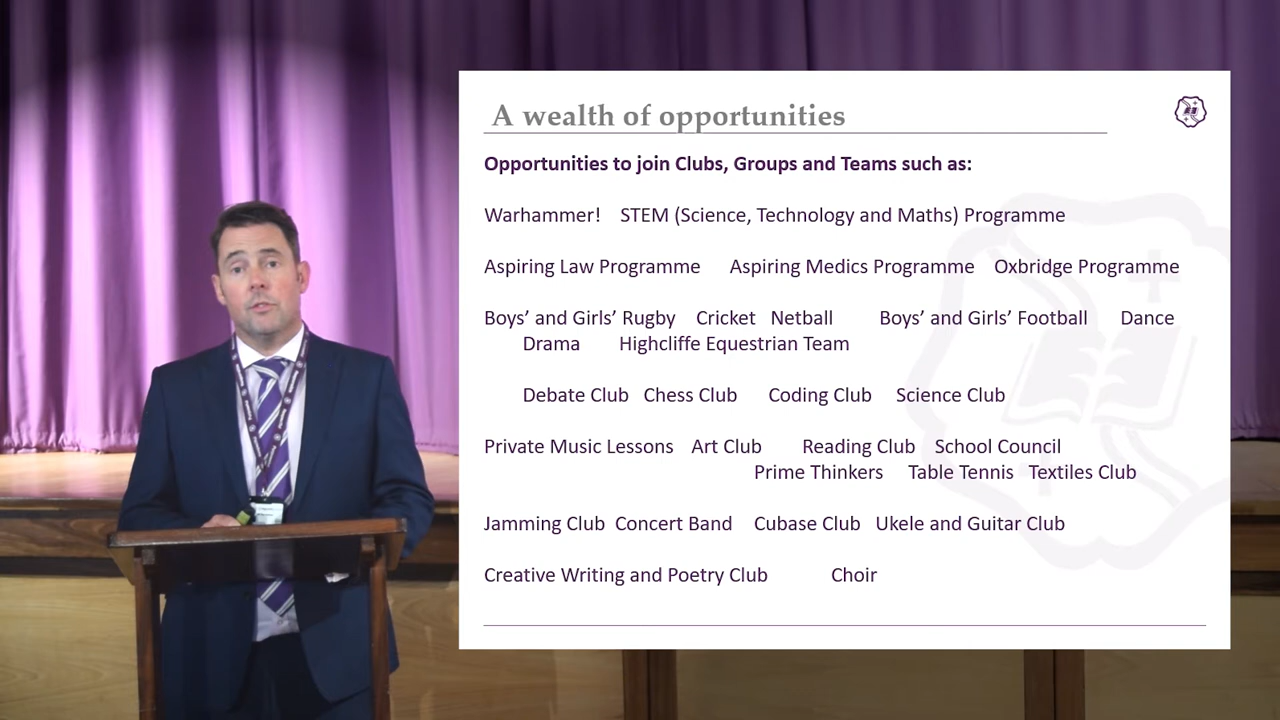 A wealth of opportunities
Opportunities to join Clubs, Groups and Teams such as:
Warhammer! STEM (Science, Technology and Maths) Programme
Aspiring Law Programme Aspiring Medics Programme Oxbridge Programme
Boys’ and Girls’ Rugby Cricket Netball Boys’ and Girls’ Football Dance
Drama Highcliffe Equestrian Team
Debate Club Chess Club Coding Club Science Club
Private Music Lessons Art Club Reading Club School Council
Prime Thinkers Table Tennis Textiles Club
Jamming Club Concert Band Cubase Club Ukele and Guitar Club
Creative Writing and Poetry Club Choir